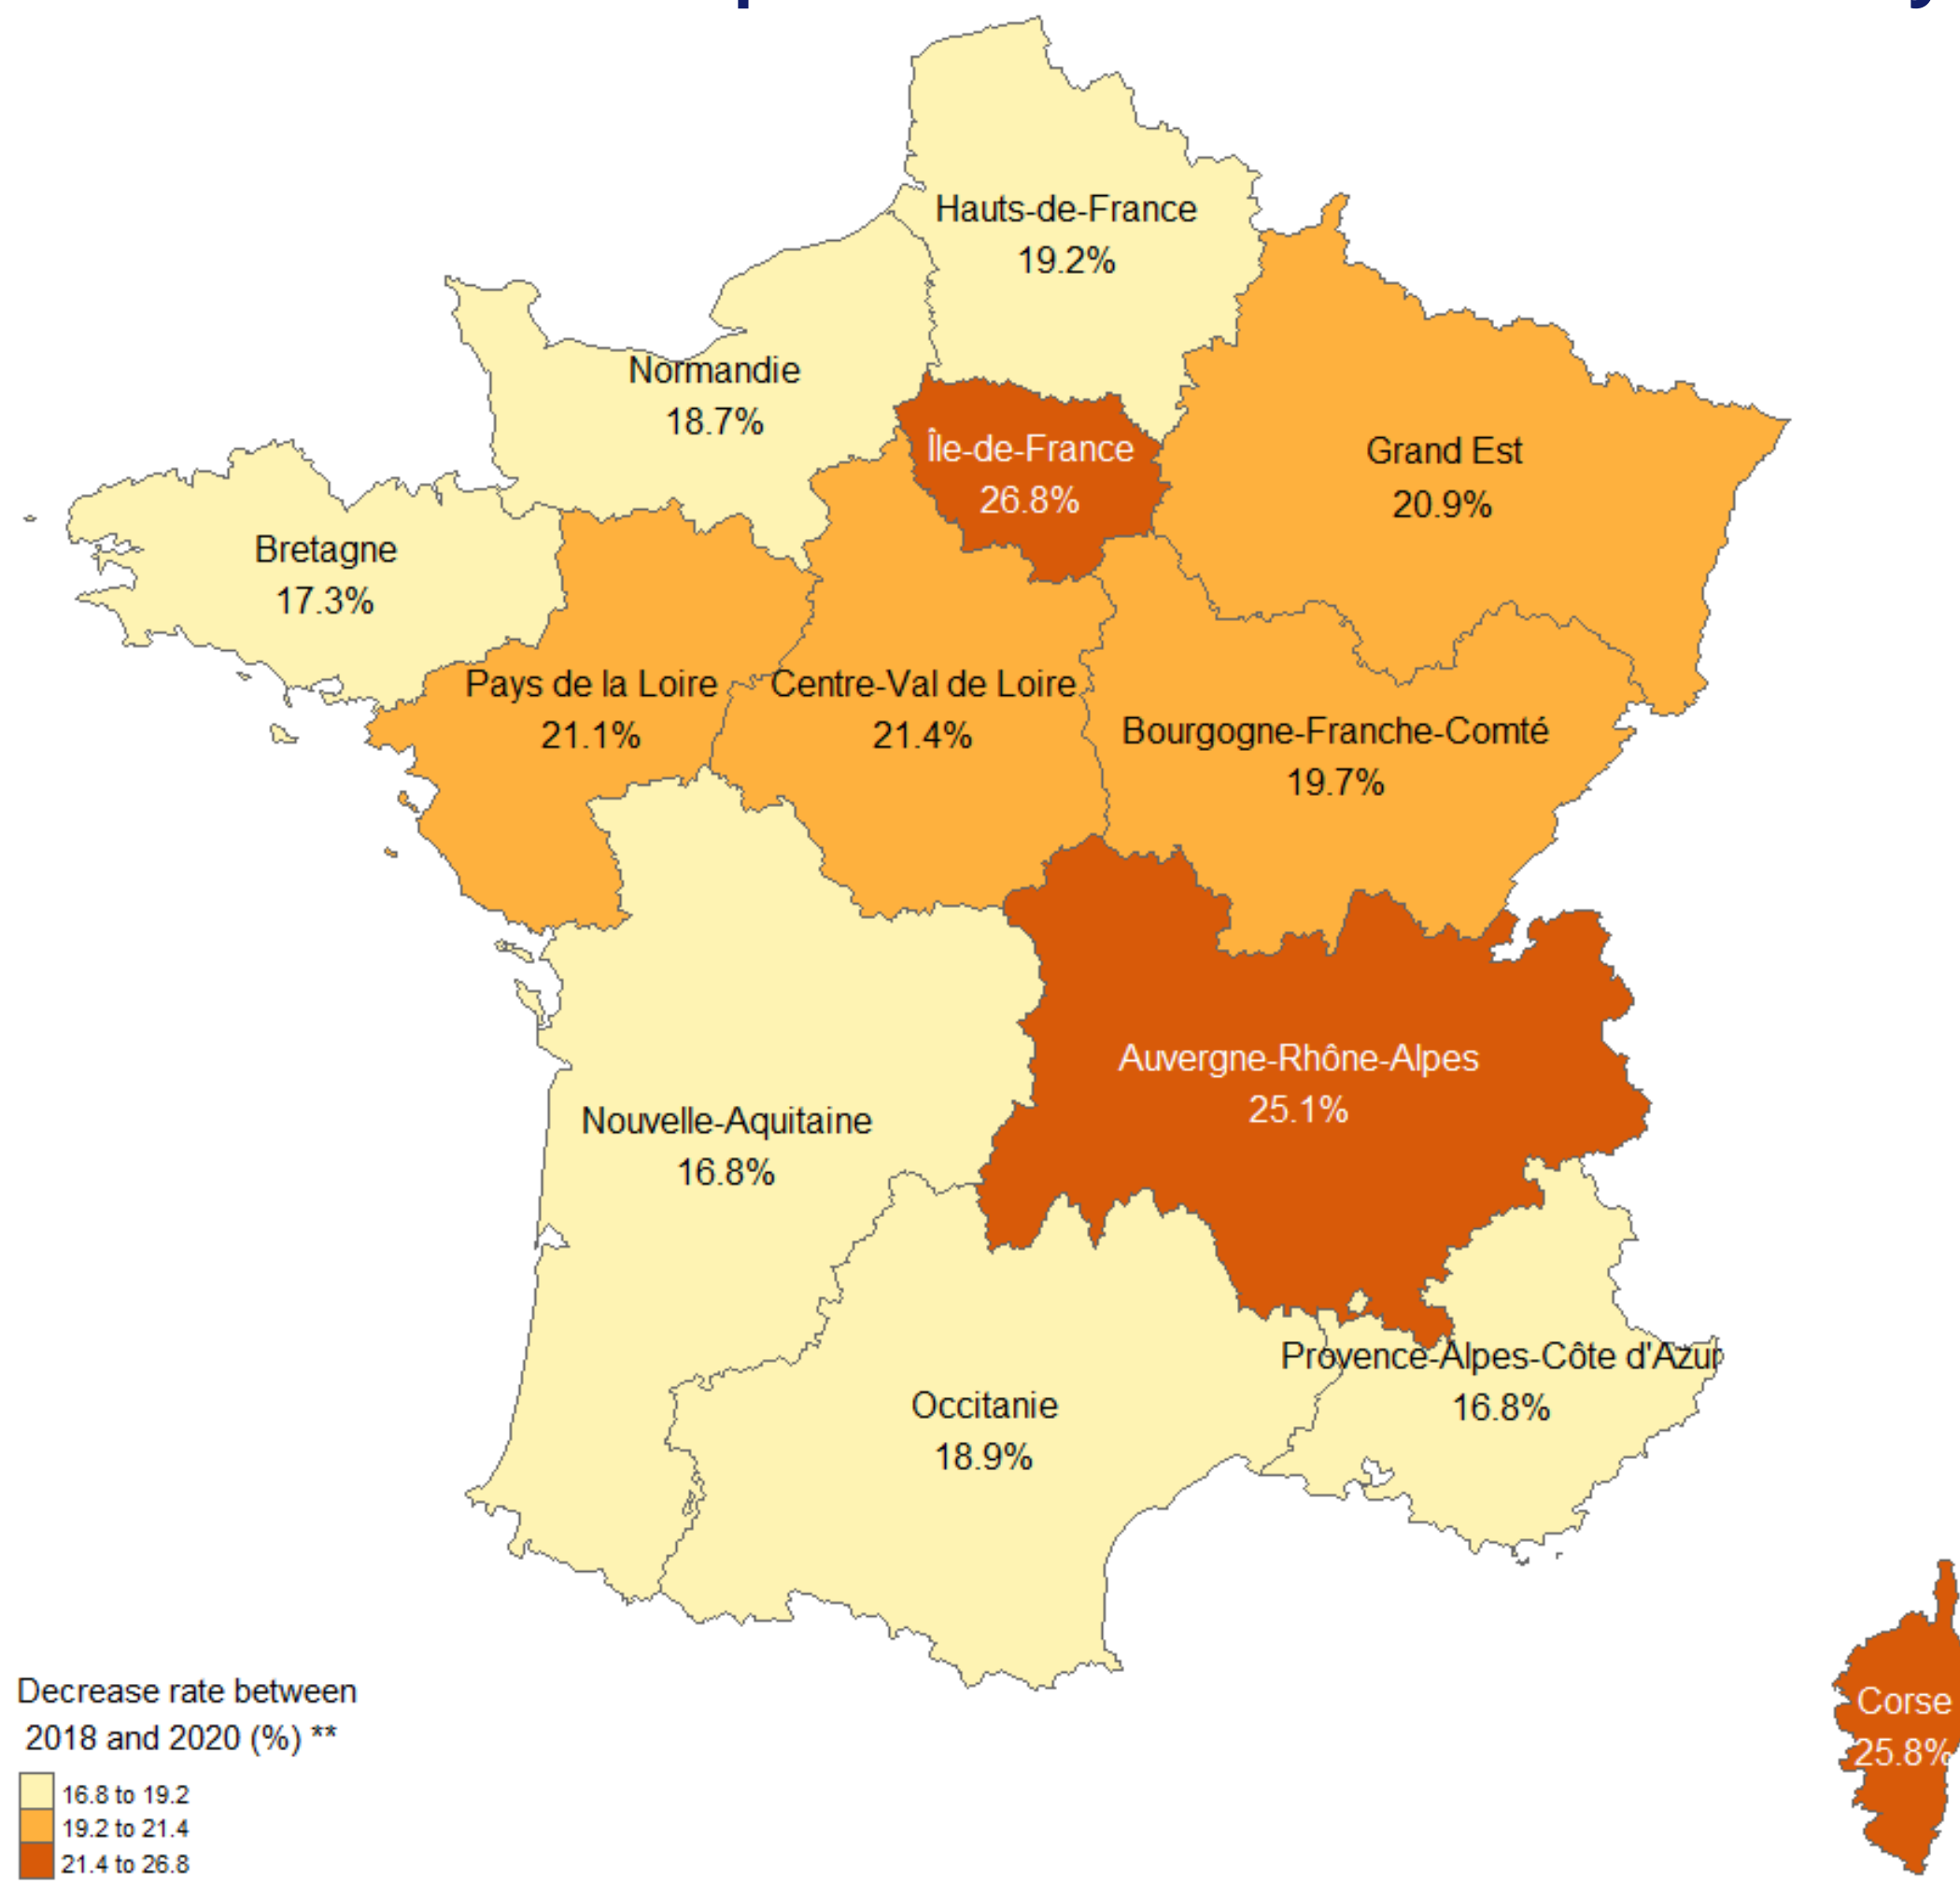 Hauts-de-France
19.2%
Normandie
18.7%
Île-de-France
26.8%
Grand Est
20.9%
Bretagne
17.3%
Pays de la Loire
21.1%
Centre-Val de Loire
21.4%
Bourgogne-Franche-Comté
19.7%
Auvergne-Rhône-Alpes
25.1%
Nouvelle-Aquitaine
16.8%
Provence-Alpes-Côte d'Azur
16.8%
Occitanie
18.9%
Corse
25.8%
Decrease rate between
2018 and 2020 (%) **
16.8 to 19.2
19.2 to 21.4
21.4 to 26.8